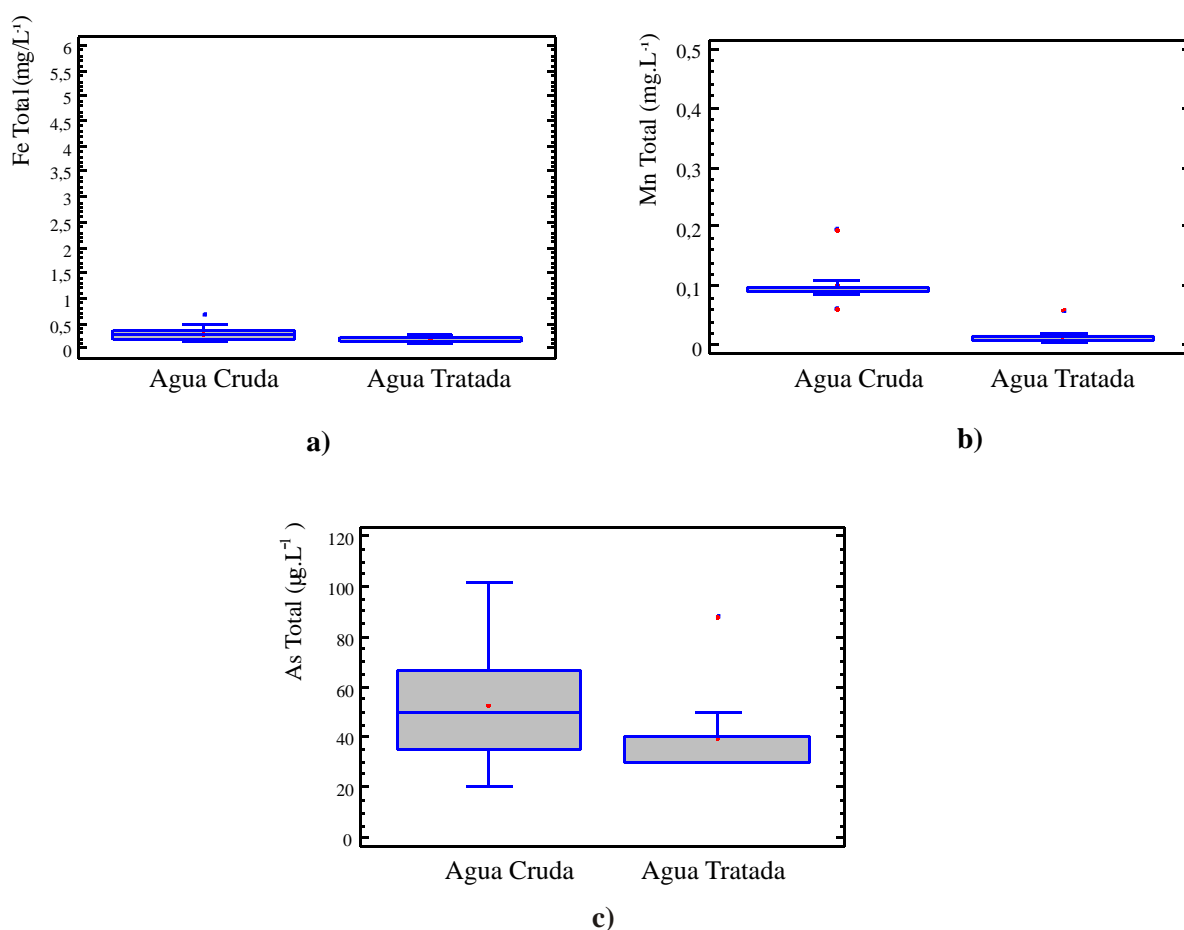 Fe Total (mg/L⁻¹)
6
5,5
5
4,5
4
3,5
3
2,5
2
1,5
1
0,5
0
Agua Cruda
Agua Tratada
a)
Mn Total (mg.L⁻¹)
0,5
0,4
0,3
0,2
0,1
0
Agua Cruda
Agua Tratada
b)
As Total (µg.L⁻¹)
120
100
80
60
40
20
0
Agua Cruda
Agua Tratada
c)